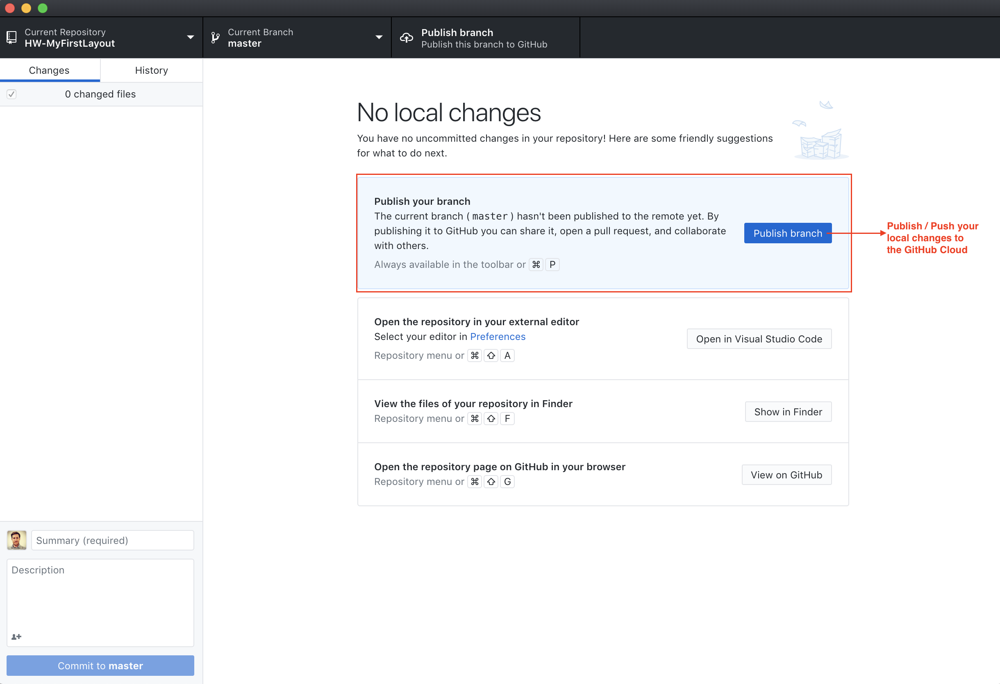 Current Repository
HW-MyFirstLayout
Current Branch
master
Publish branch
Publish this branch to GitHub
Changes
History
0 changed files
No local changes
You have no uncommitted changes in your repository! Here are some friendly suggestions
for what to do next.
Publish your branch
The current branch (master) hasn't been published to the remote yet. By
publishing it to GitHub you can share it, open a pull request, and collaborate
with others.
Always available in the toolbar or ⌘ P
Publish branch
Publish / Push your
local changes to
the GitHub Cloud
Open the repository in your external editor
Select your editor in Preferences
Repository menu or ⌘ ⇧ A
Open in Visual Studio Code
View the files of your repository in Finder
Repository menu or ⌘ ⇧ F
Show in Finder
Open the repository page on GitHub in your browser
Repository menu or ⌘ ⇧ G
View on GitHub
Summary (required)
Description
Commit to master